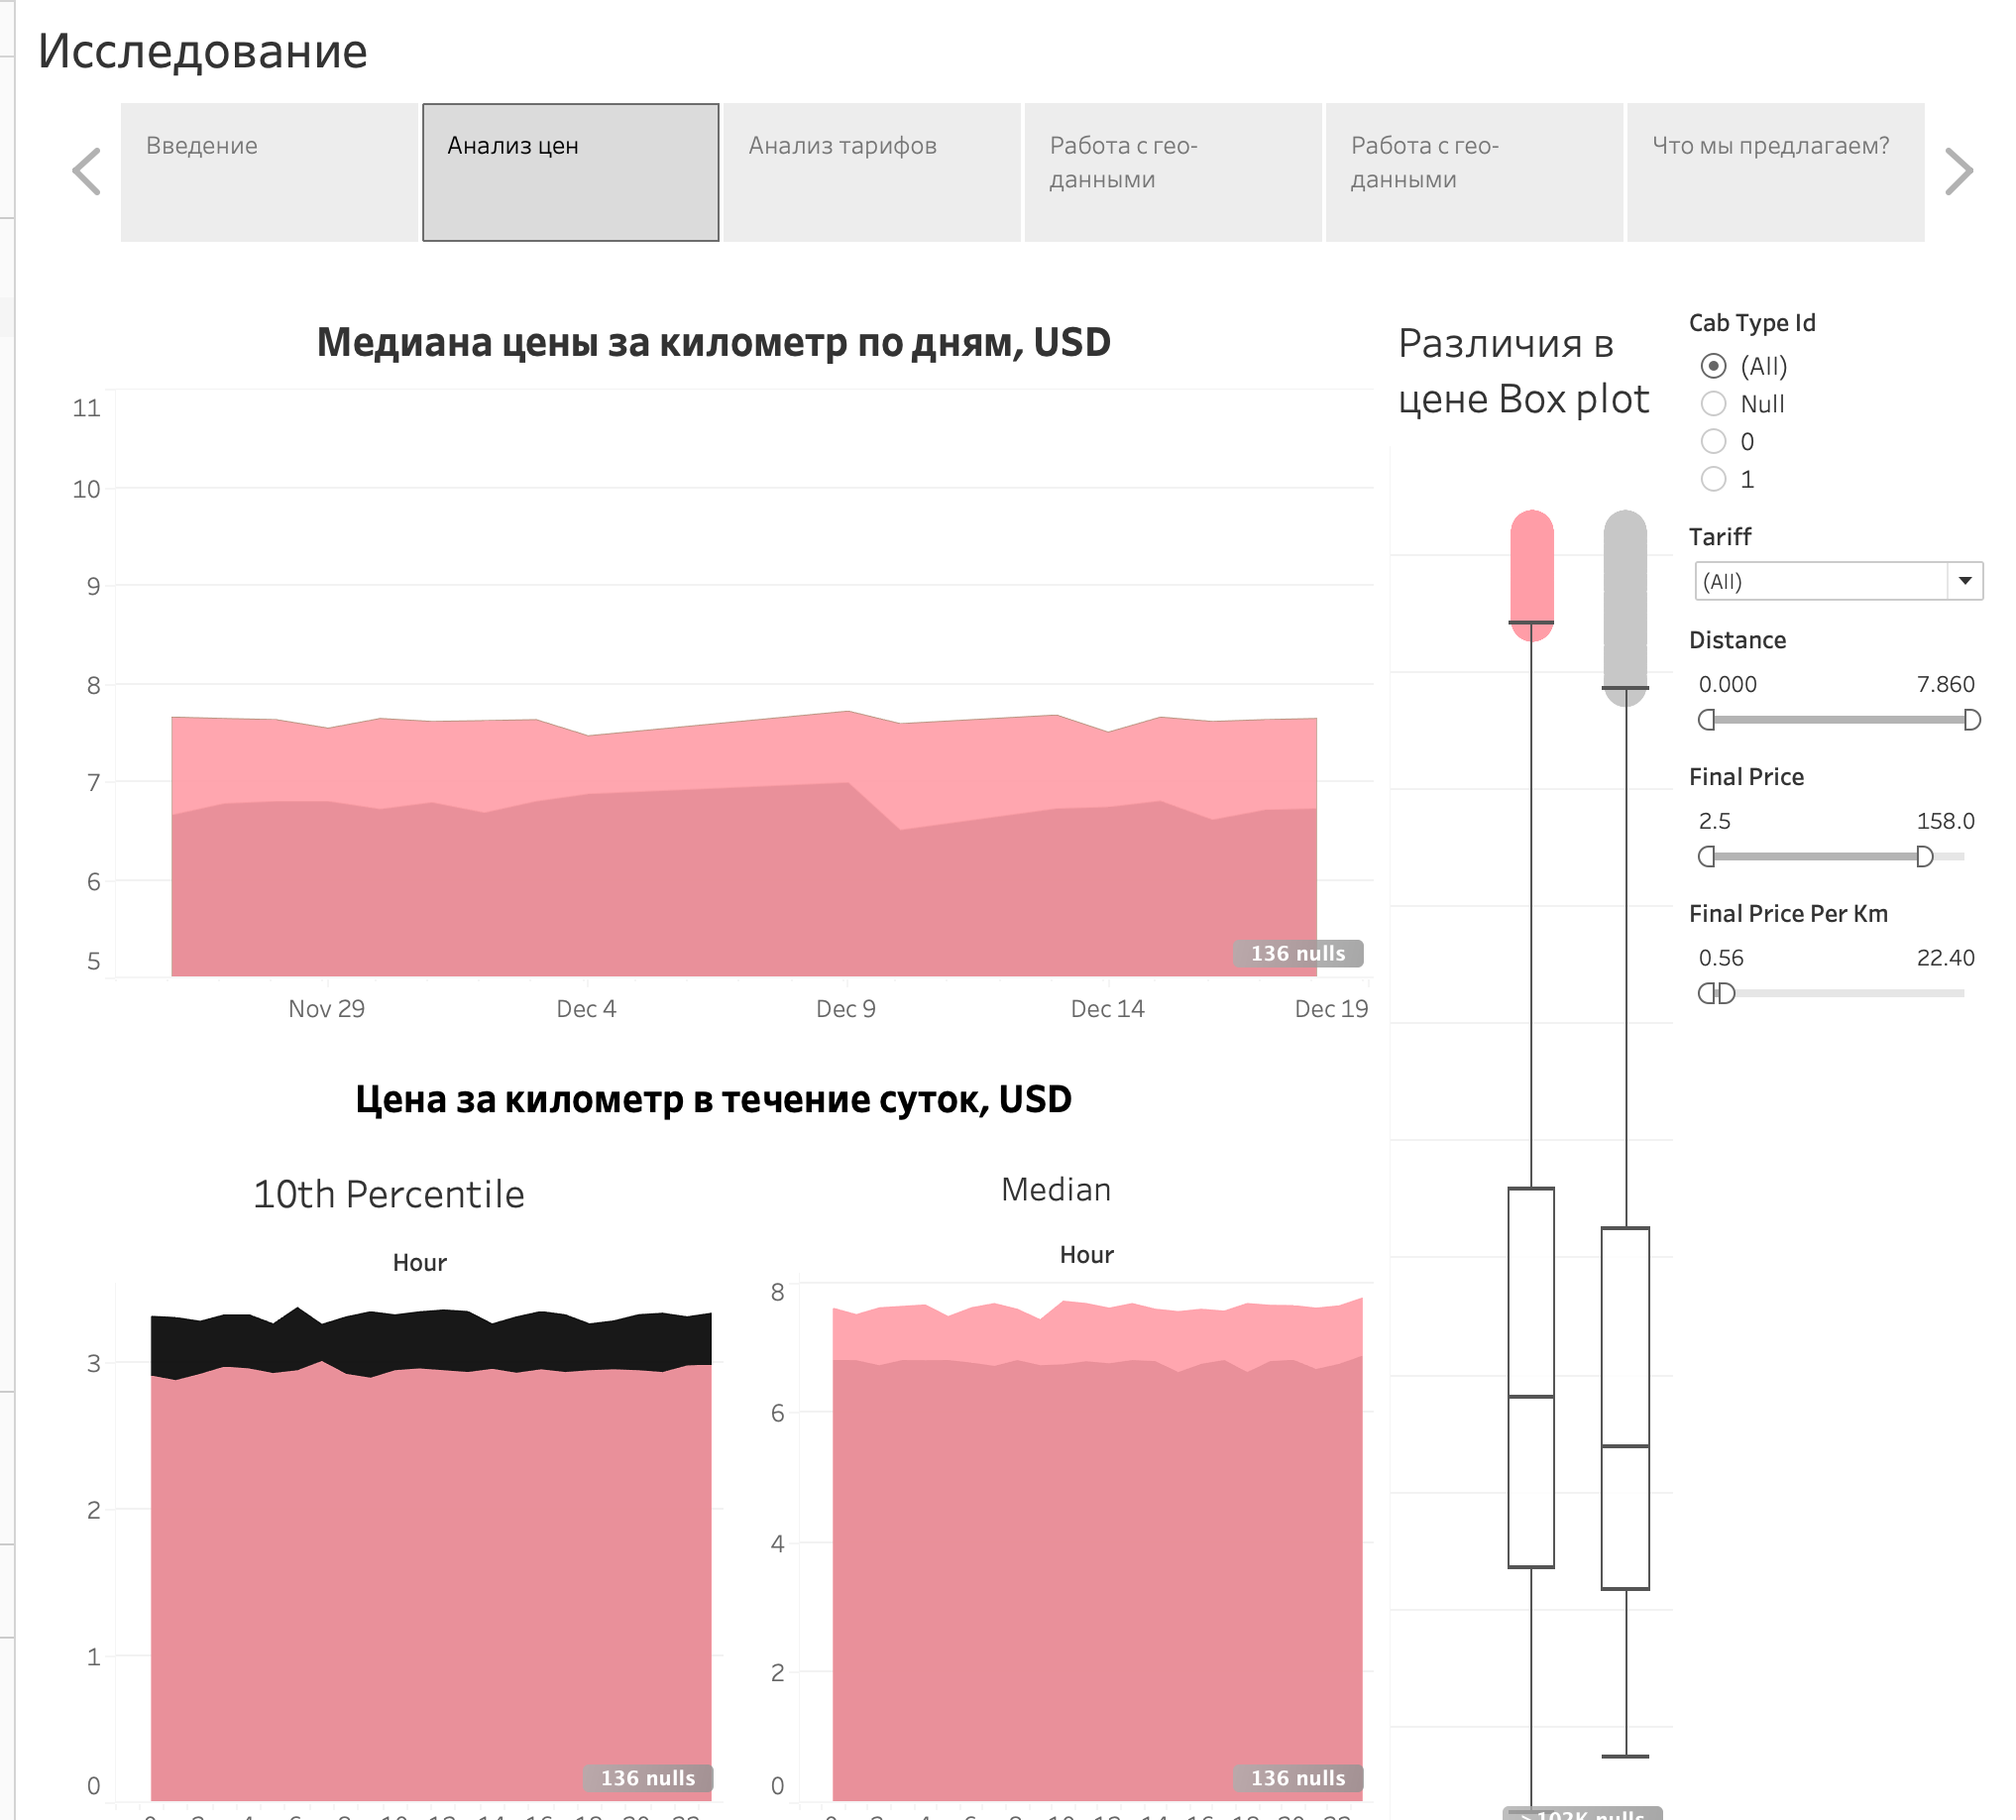 Исследование
Введение
Анализ цен
Анализ тарифов
Работа с гео-
данными
Работа с гео-
данными
Что мы предлагаем?
Медиана цены за километр по дням, USD
11
10
9
8
7
6
5
136 nulls
Nov 29
Dec 4
Dec 9
Dec 14
Dec 19
Различия в
цене Box plot
Cab Type Id
(All)
Null
0
1
Tariff
(All)
Distance
0.000
7.860
Final Price
2.5
158.0
Final Price Per Km
0.56
22.40
Цена за километр в течение суток, USD
10th Percentile
Hour
3
2
1
0
136 nulls
Median
Hour
8
6
4
2
0
136 nulls